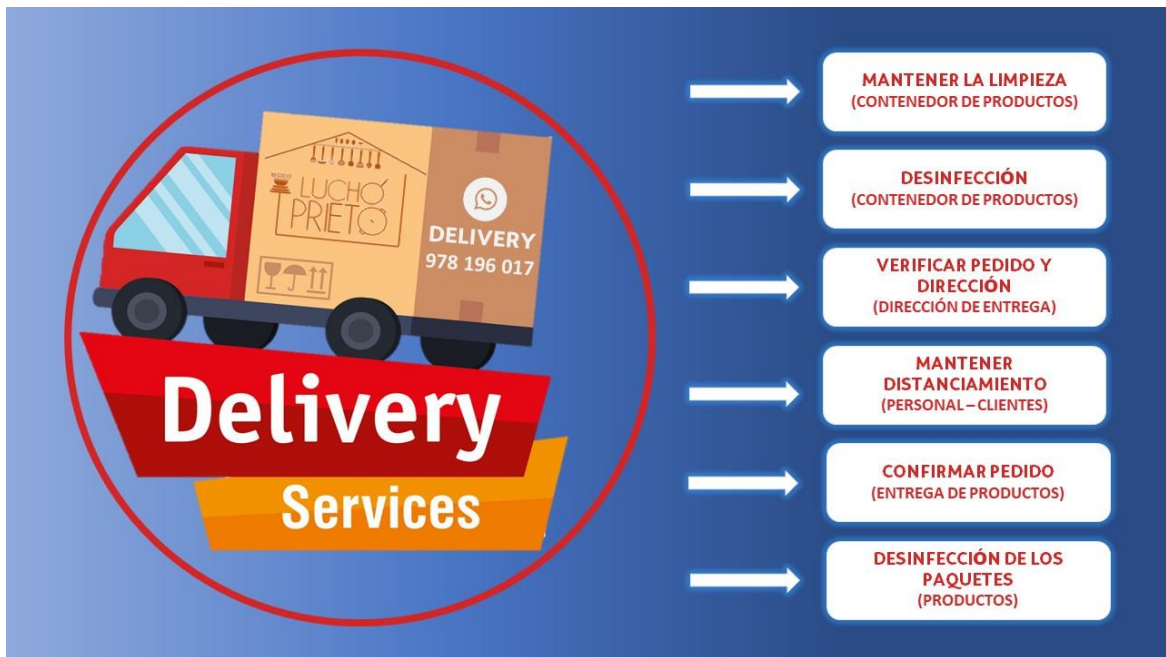 NEGOCIOS
LUCHO
PRIETO
DELIVERY
978 196 017
Delivery
Services
MANTENER LA LIMPIEZA
(CONTENEDOR DE PRODUCTOS)
DESINFECCIÓN
(CONTENEDOR DE PRODUCTOS)
VERIFICAR PEDIDO Y
DIRECCIÓN
(DIRECCIÓN DE ENTREGA)
MANTENER
DISTANCIAMIENTO
(PERSONAL – CLIENTES)
CONFIRMAR PEDIDO
(ENTREGA DE PRODUCTOS)
DESINFECCIÓN DE LOS
PAQUETES
(PRODUCTOS)